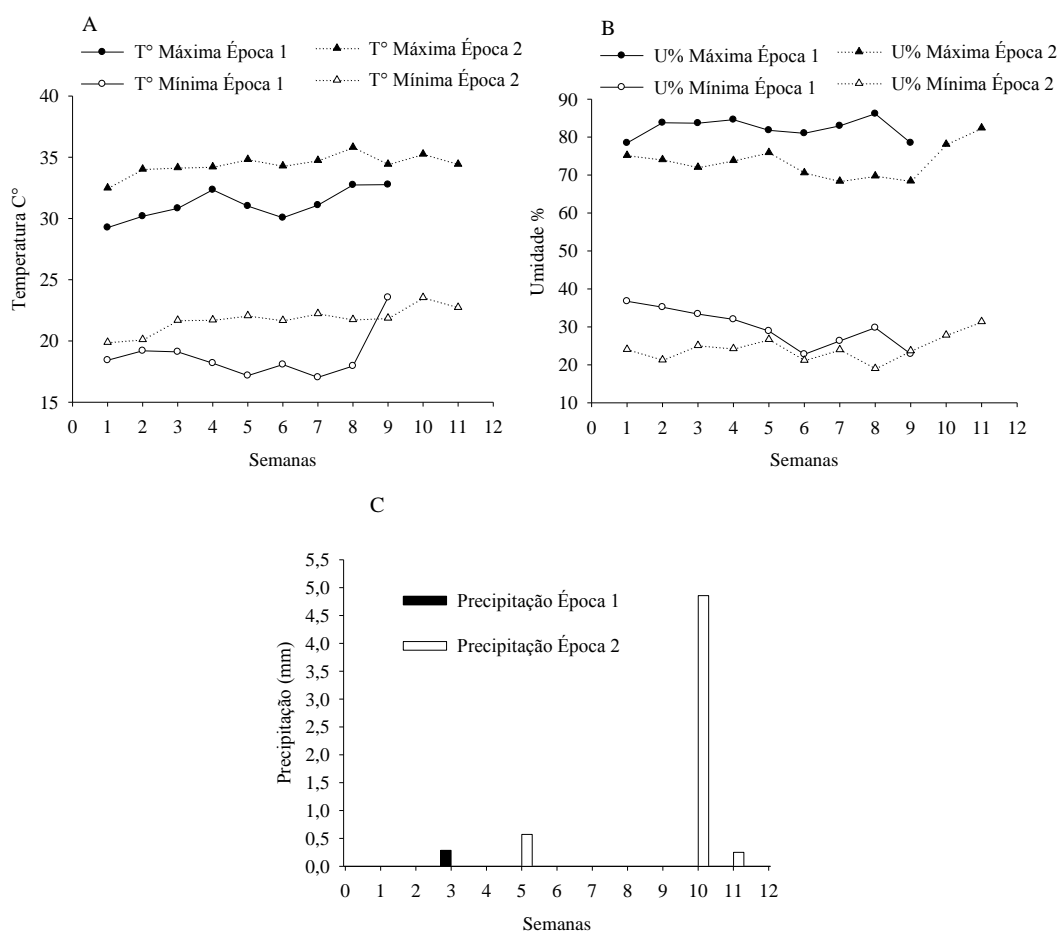 A
T° Máxima Época 1
T° Máxima Época 2
T° Mínima Época 1
T° Mínima Época 2
40
35
30
25
20
15
Temperatura C°
0 1 2 3 4 5 6 7 8 9 10 11 12
Semanas
B
U% Máxima Época 1
U% Máxima Época 2
U% Mínima Época 1
U% Mínima Época 2
90
80
70
60
50
40
30
20
10
Umidade %
0 1 2 3 4 5 6 7 8 9 10 11 12
Semanas
C
5,5
5,0
4,5
4,0
3,5
3,0
2,5
2,0
1,5
1,0
0,5
0,0
Precipitação (mm)
Precipitação Época 1
Precipitação Época 2
0 1 2 3 4 5 6 7 8 9 10 11 12
Semanas